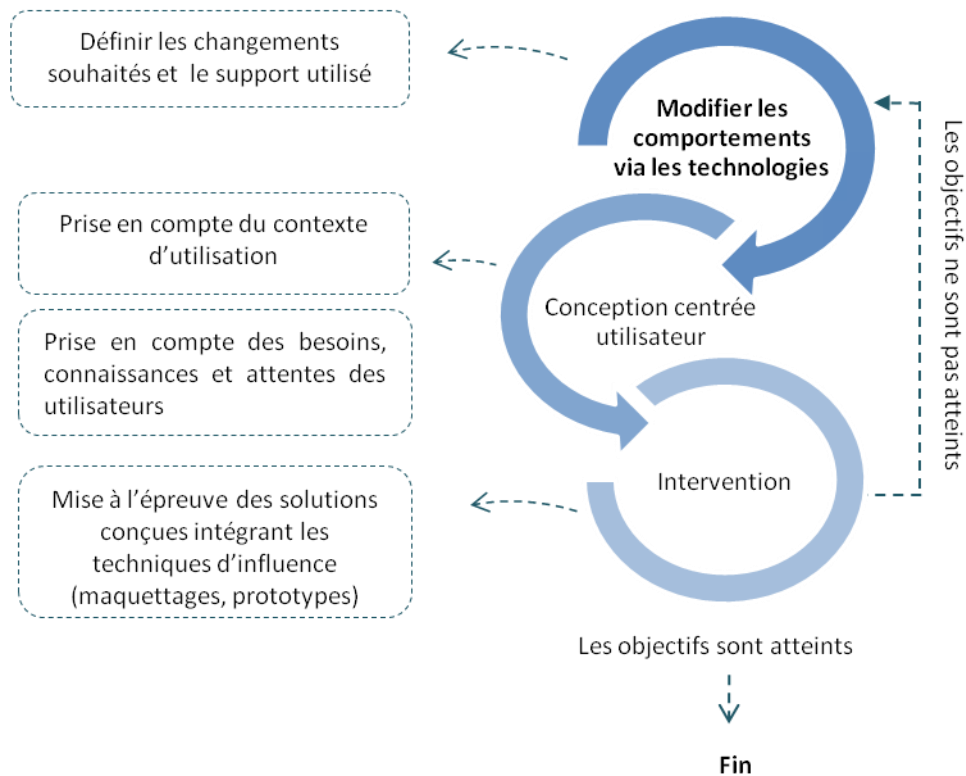 Définir les changements
souhaités et le support utilisé
Modifier les
comportements
via les technologies
Les objectifs ne sont pas atteints
Prise en compte du contexte
d'utilisation
Conception centrée
utilisateur
Prise en compte des besoins,
connaissances et attentes des
utilisateurs
Intervention
Mise à l'épreuve des solutions
conçues intégrant les
techniques d'influence
(maquettages, prototypes)
Les objectifs sont atteints
Fin